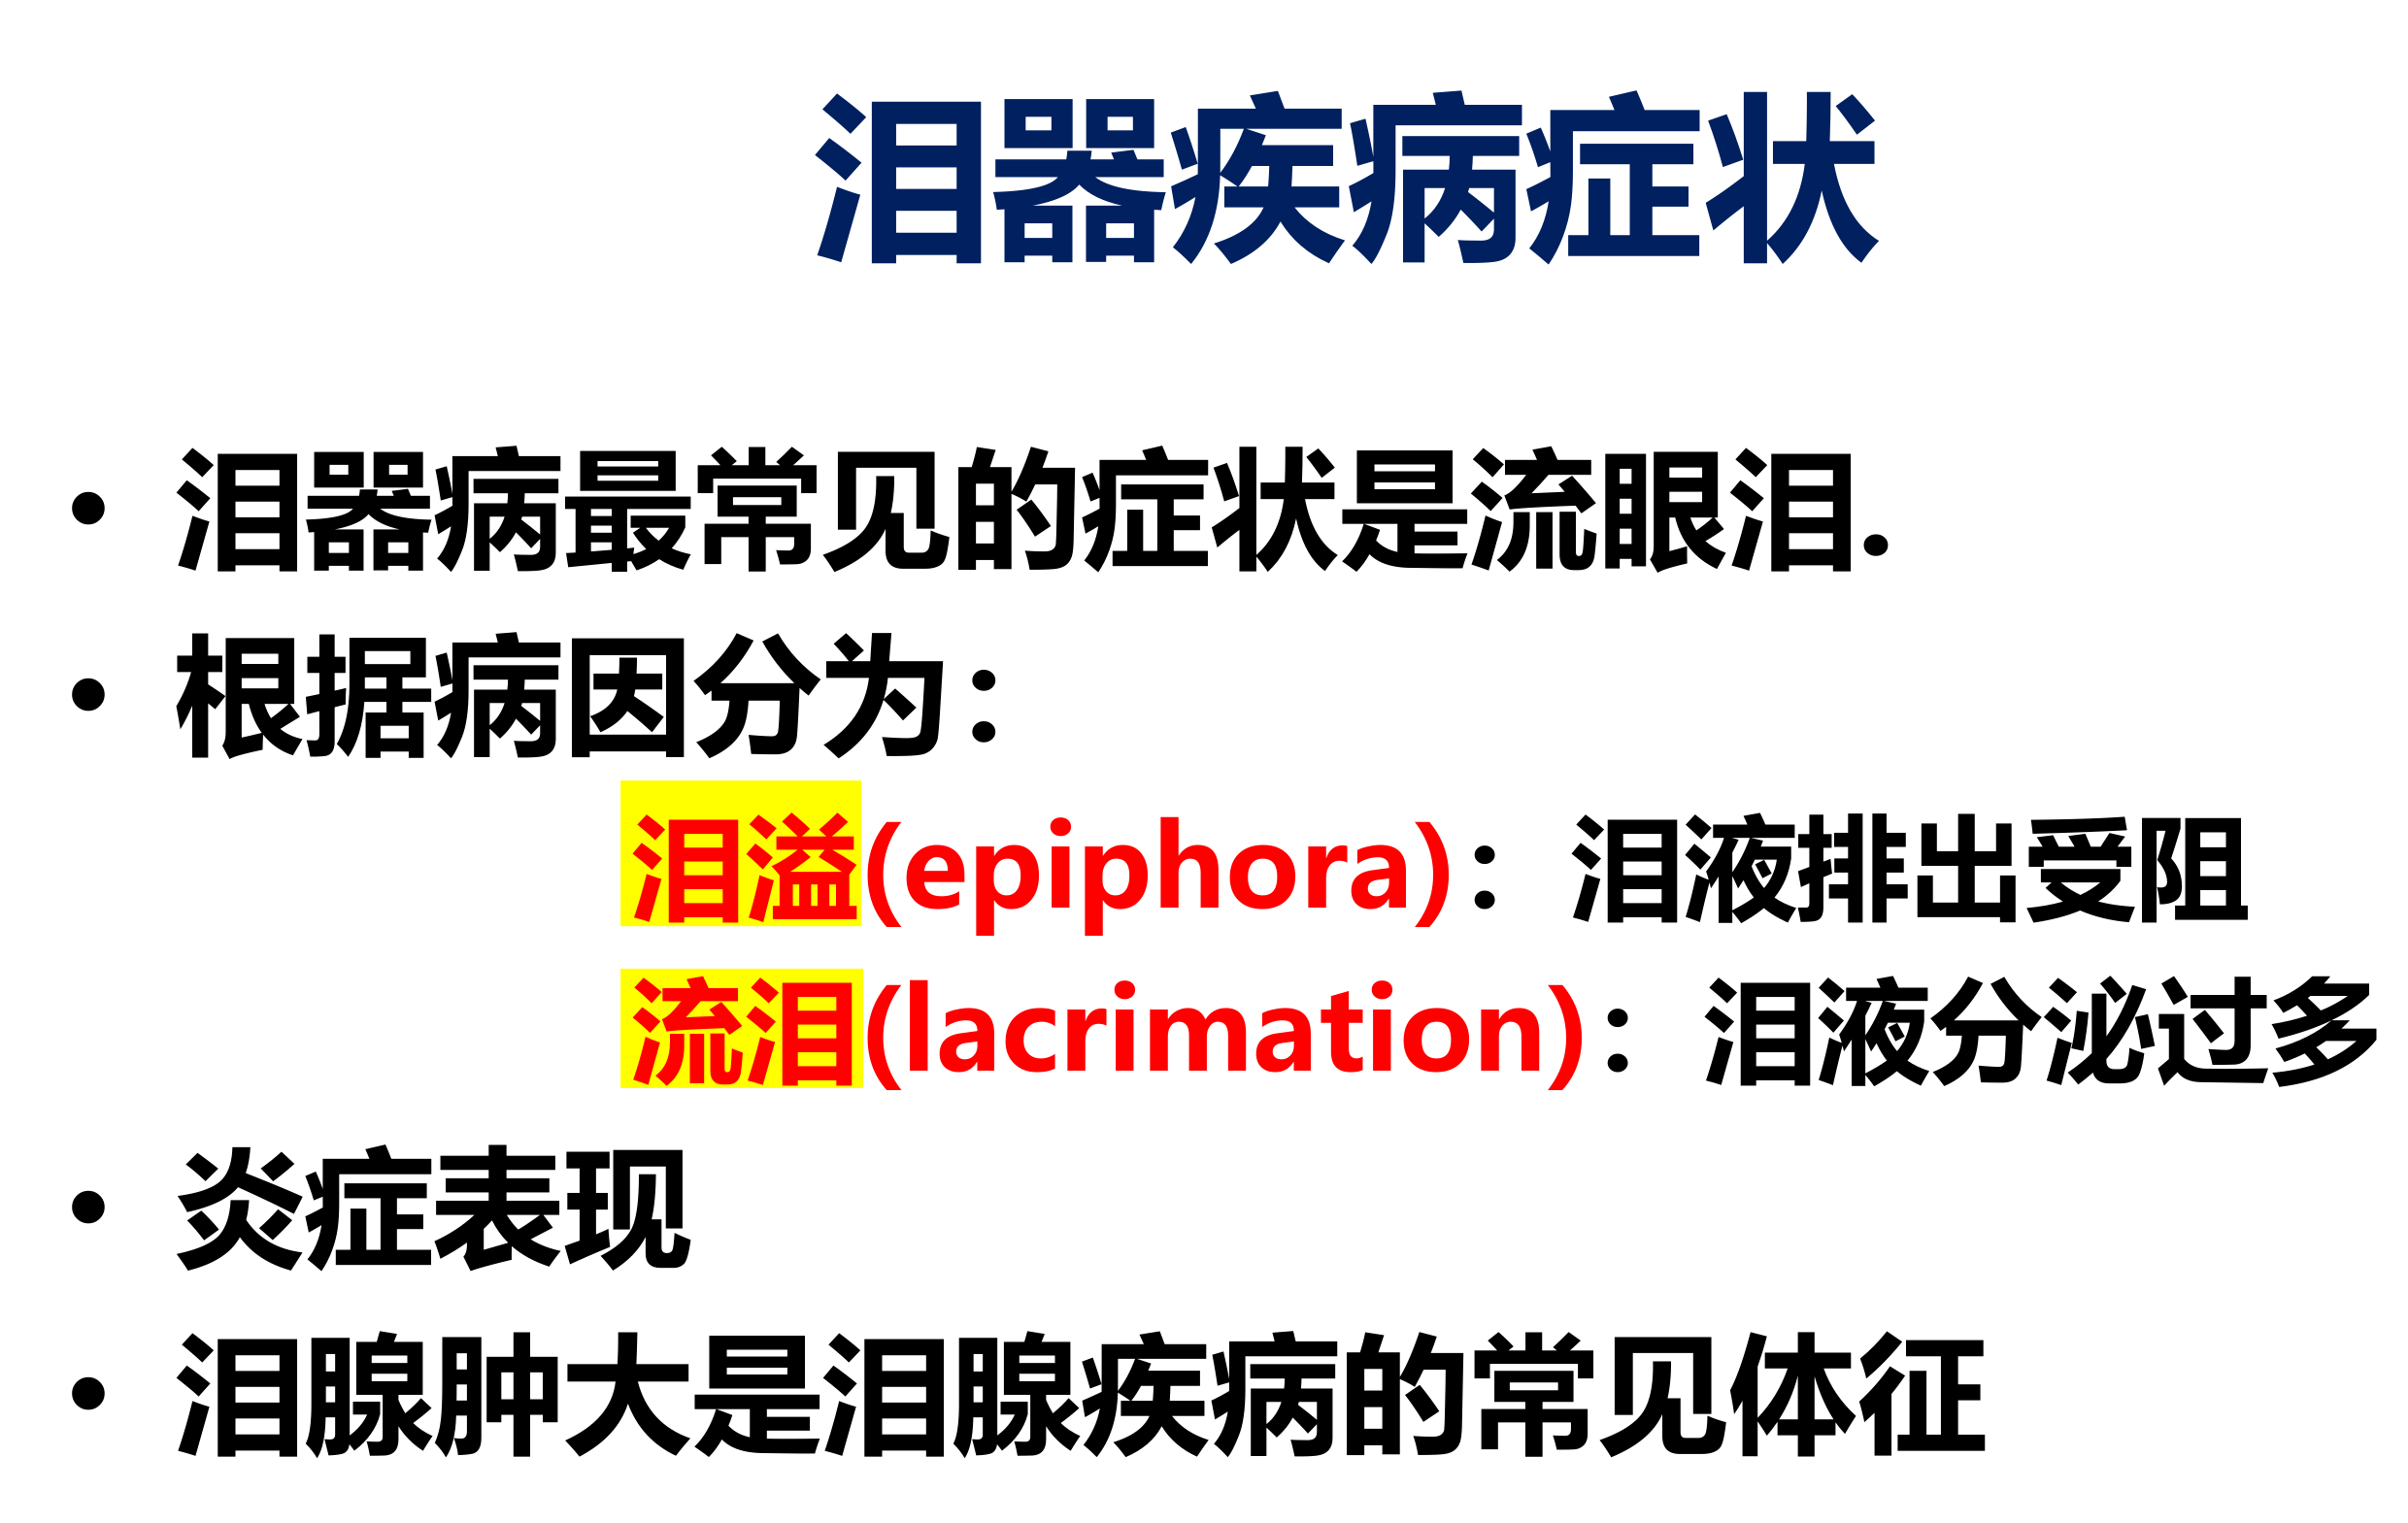 泪器疾病症状
• 泪器病最常见的症状是流眼泪.
• 根据病因分为：
泪溢(epiphora)： 泪液排出受阻
流泪(lacrimation)： 泪液分泌过多
• 炎症表现
• 泪腺肿大是泪腺疾病的常见体征